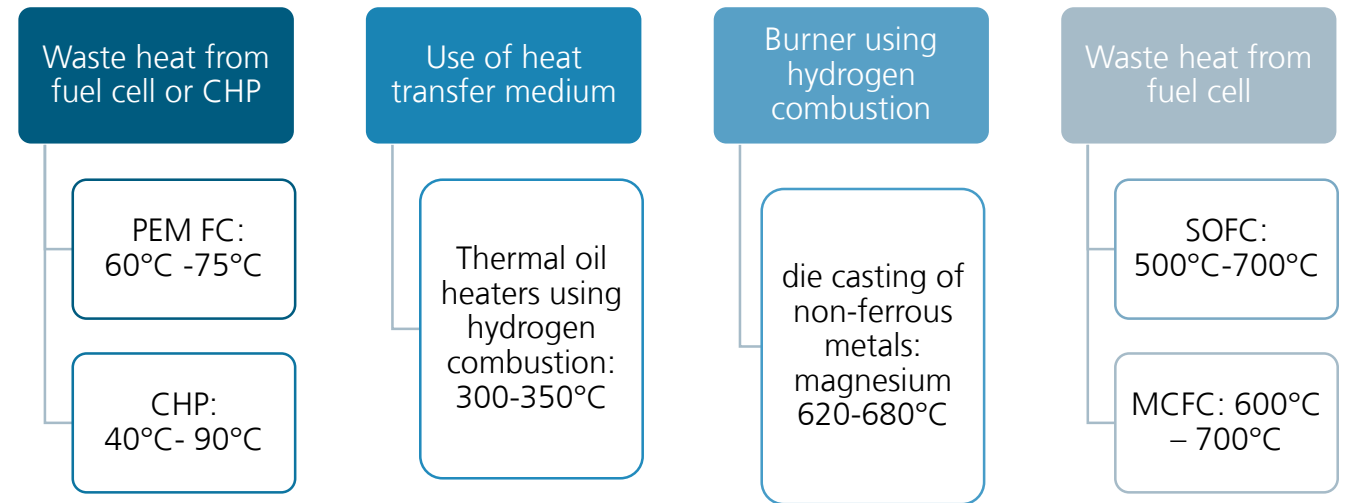 Waste heat from
fuel cell or CHP
PEM FC:
60°C -75°C
CHP:
40°C- 90°C
Use of heat
transfer medium
Thermal oil
heaters using
hydrogen
combustion:
300-350°C
Burner using
hydrogen
combustion
die casting of
non-ferrous
metals:
magnesium
620-680°C
Waste heat from
fuel cell
SOFC:
500°C-700°C
MCFC: 600°C
– 700°C